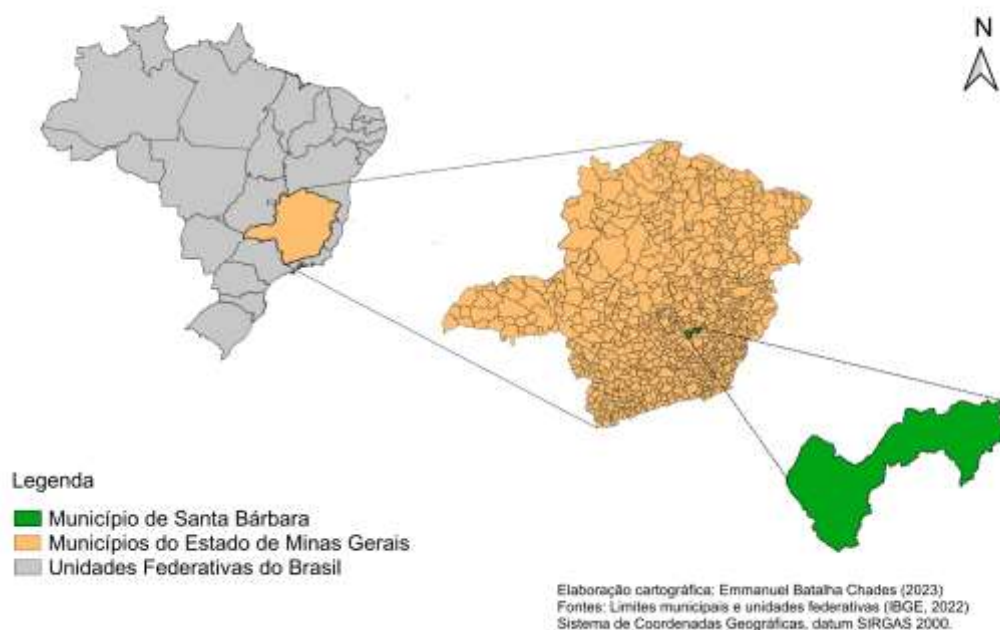 N
Legenda
Município de Santa Bárbara
Municípios do Estado de Minas Gerais
Unidades Federativas do Brasil
Elaboração cartográfica: Emmanuel Batalha Chades (2023)
Fontes: Limites municipais e unidades federativas (IBGE, 2022)
Sistema de Coordenadas Geográficas, datum SIRGAS 2000.